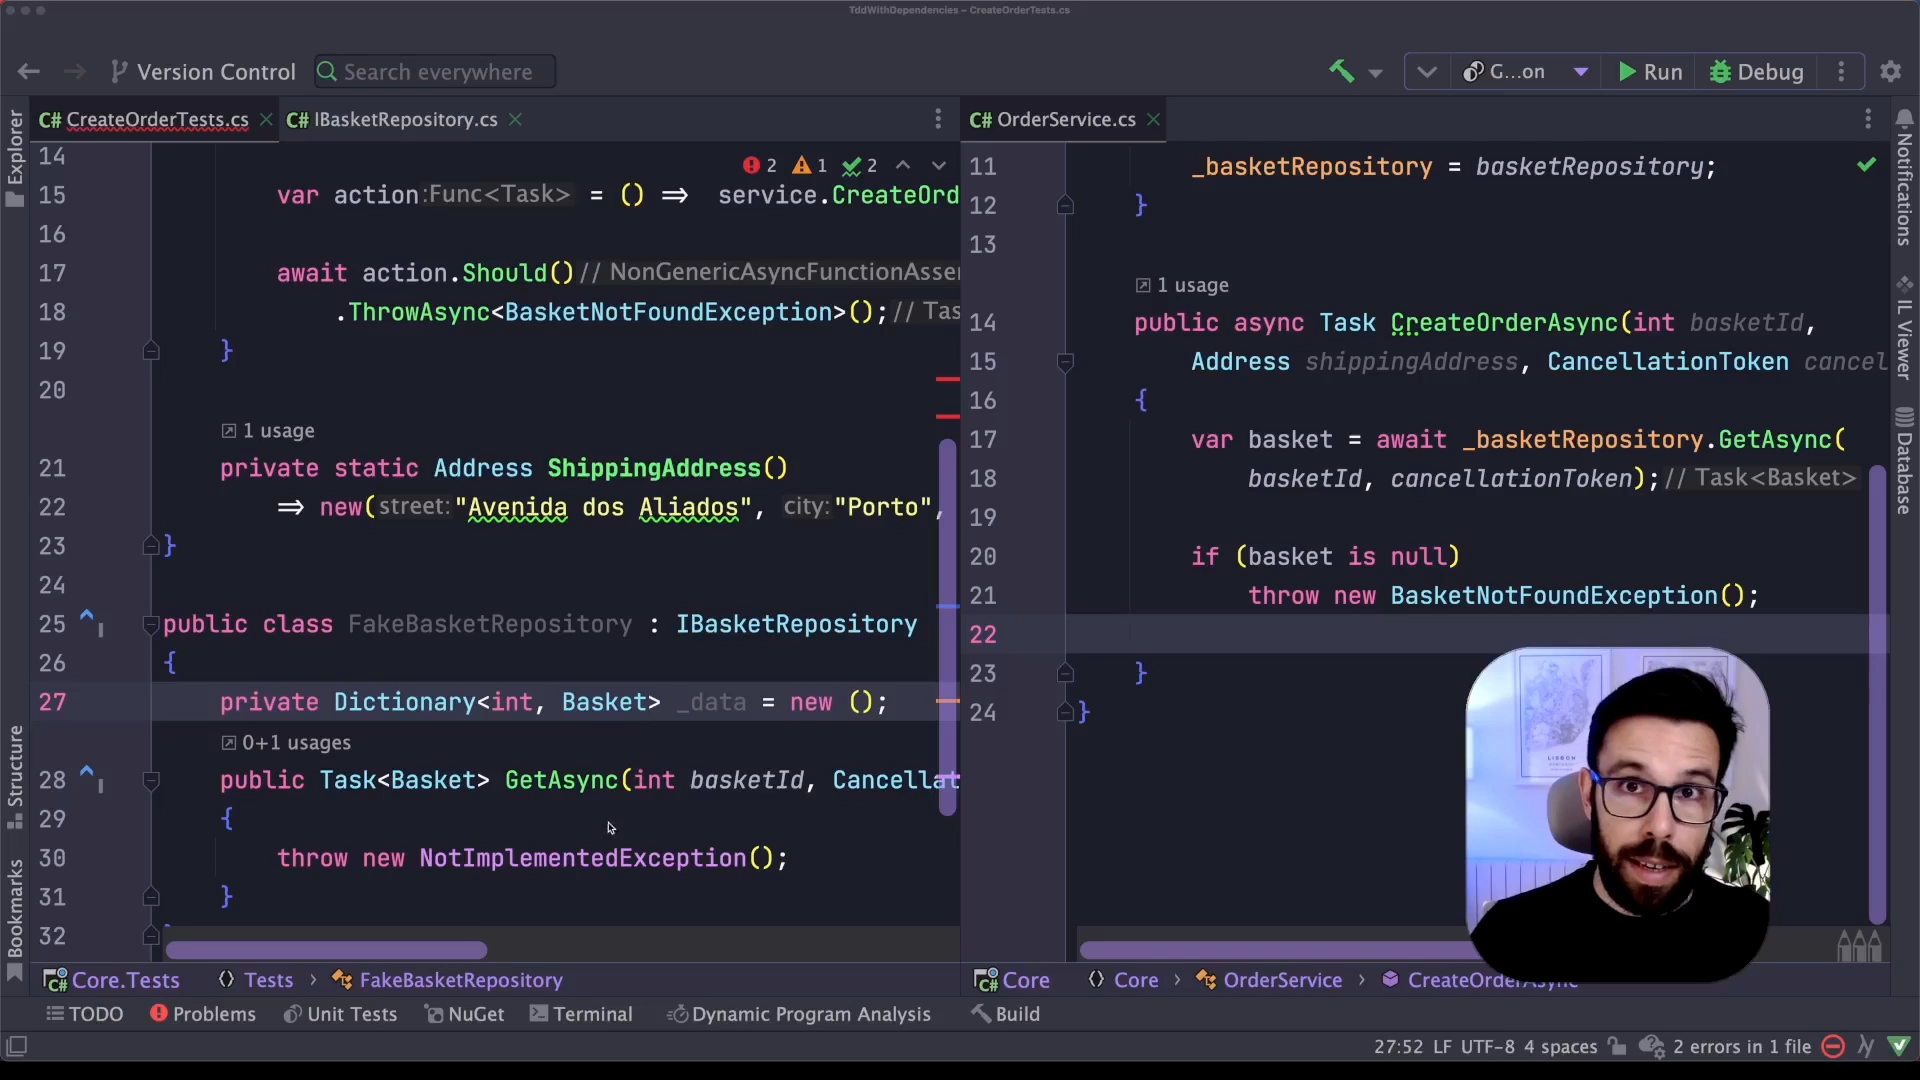 TddWithDependencies – CreateOrderTests.cs
Version Control
Search everywhere
G...on
Run
Debug
Explorer
Structure
Bookmarks
C# CreateOrderTests.cs
C# IBasketRepository.cs
2 1 2
14
15 var action:Func<Task> = () => service.CreateOrd
16
17 await action.Should()// NonGenericAsyncFunctionAsse
18 .ThrowAsync<BasketNotFoundException>();// Tas
19 }
20
1 usage
21 private static Address ShippingAddress()
22 => new(street:"Avenida dos Aliados", city:"Porto",
23 }
24
25 public class FakeBasketRepository : IBasketRepository
26 {
27 private Dictionary<int, Basket> _data = new ();
0+1 usages
28 public Task<Basket> GetAsync(int basketId, Cancellat
29 {
30 throw new NotImplementedException();
31 }
32
C# OrderService.cs
11 _basketRepository = basketRepository;
12 }
13
1 usage
14 public async Task CreateOrderAsync(int basketId,
15 Address shippingAddress, CancellationToken cancel
16 {
17 var basket = await _basketRepository.GetAsync(
18 basketId, cancellationToken);// Task<Basket>
19
20 if (basket is null)
21 throw new BasketNotFoundException();
22
23 }
24 }
Notifications
IL Viewer
Database
LISBON
C# Core.Tests
Tests
FakeBasketRepository
C# Core
Core
OrderService
CreateOrderAsync
TODO
Problems
Unit Tests
NuGet
Terminal
Dynamic Program Analysis
Build
27:52 LF UTF-8 4 spaces 2 errors in 1 file